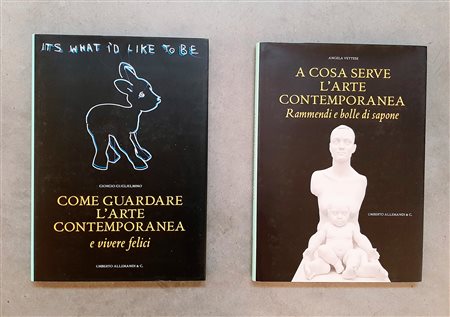 ITS WHAT I'D LIKE TO BE
GIORGIO GUGLIELMINO
COME GUARDARE
L'ARTE
CONTEMPORANEA
e vivere felici
UMBERTO ALLEMANDI & C.
ANGELA VETTESE
A COSA SERVE
L'ARTE
CONTEMPORANEA
Rammendi e bolle di sapone
UMBERTO ALLEMANDI & C.